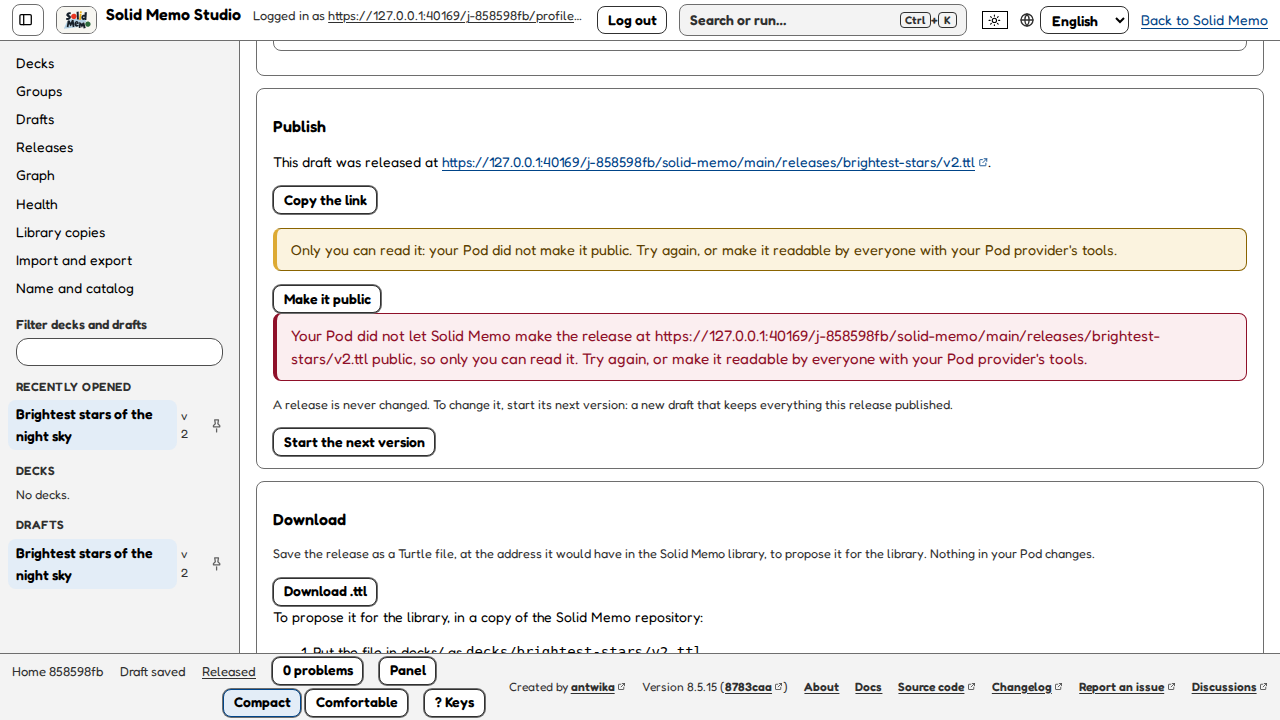 Solid Memo Studio
Logged in as https://127.0.0.1:40169/j-858598fb/profile...
Log out
Search or run...
Ctrl+K
English
Back to Solid Memo
Decks
Groups
Drafts
Releases
Graph
Health
Library copies
Import and export
Name and catalog
Filter decks and drafts
RECENTLY OPENED
Brightest stars of the
night sky
v
2
DECKS
No decks.
DRAFTS
Brightest stars of the
night sky
v
2
Publish
This draft was released at https://127.0.0.1:40169/j-858598fb/solid-memo/main/releases/brightest-stars/v2.ttl.
Copy the link
Only you can read it: your Pod did not make it public. Try again, or make it readable by everyone with your Pod provider's tools.
Make it public
Your Pod did not let Solid Memo make the release at https://127.0.0.1:40169/j-858598fb/solid-memo/main/releases/brightest-
stars/v2.ttl public, so only you can read it. Try again, or make it readable by everyone with your Pod provider's tools.
A release is never changed. To change it, start its next version: a new draft that keeps everything this release published.
Start the next version
Download
Save the release as a Turtle file, at the address it would have in the Solid Memo library, to propose it for the library. Nothing in your Pod changes.
Download .ttl
To propose it for the library, in a copy of the Solid Memo repository:
1. Put the file in decks/ as decks/brightest-stars/v2.ttl
Home 858598fb
Draft saved
Released
0 problems
Panel
Compact
Comfortable
? Keys
Created by antwika
Version 8.5.15 (8783caa)
About
Docs
Source code
Changelog
Report an issue
Discussions